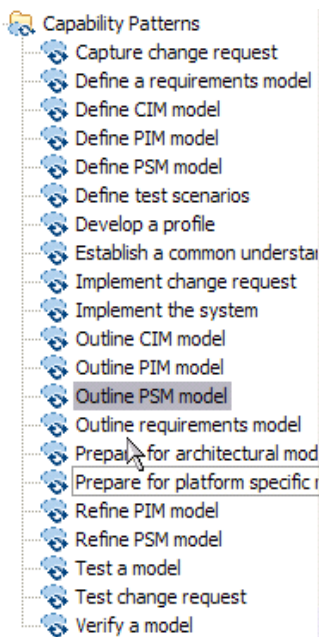 Capability Patterns
Capture change request
Define a requirements model
Define CIM model
Define PIM model
Define PSM model
Define test scenarios
Develop a profile
Establish a common understa
Implement change request
Implement the system
Outline CIM model
Outline PIM model
Outline PSM model
Outline requirements model
Prepare for architectural mod
Prepare for platform specific
Refine PIM model
Refine PSM model
Test a model
Test change request
Verify a model